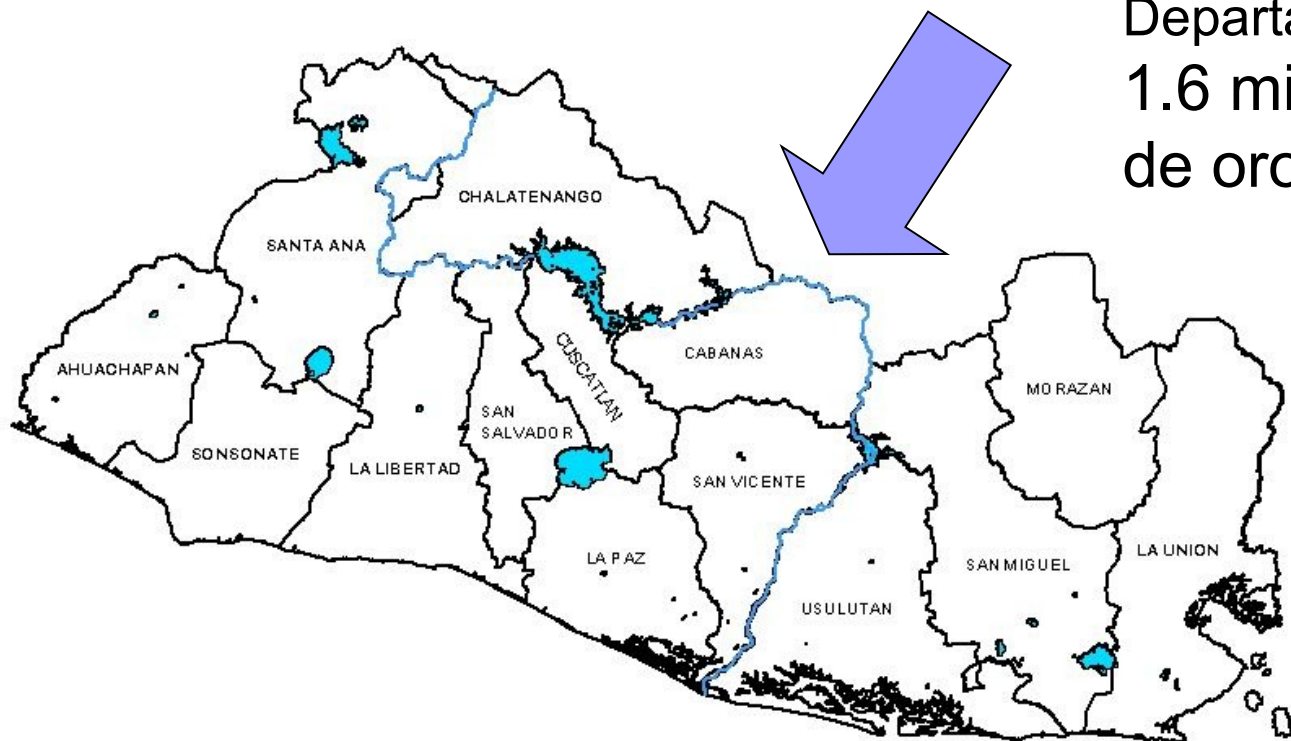 Departa
1.6 mi
de oro
CHALATENANGO
SANTA ANA
CABANAS
CUSCATLAN
AHUACHAPAN
MORAZAN
SAN
SALVADOR
SONSONATE
LA LIBERTAD
SAN VICENTE
LA PAZ
SAN MIGUEL
LA UNION
USULUTAN